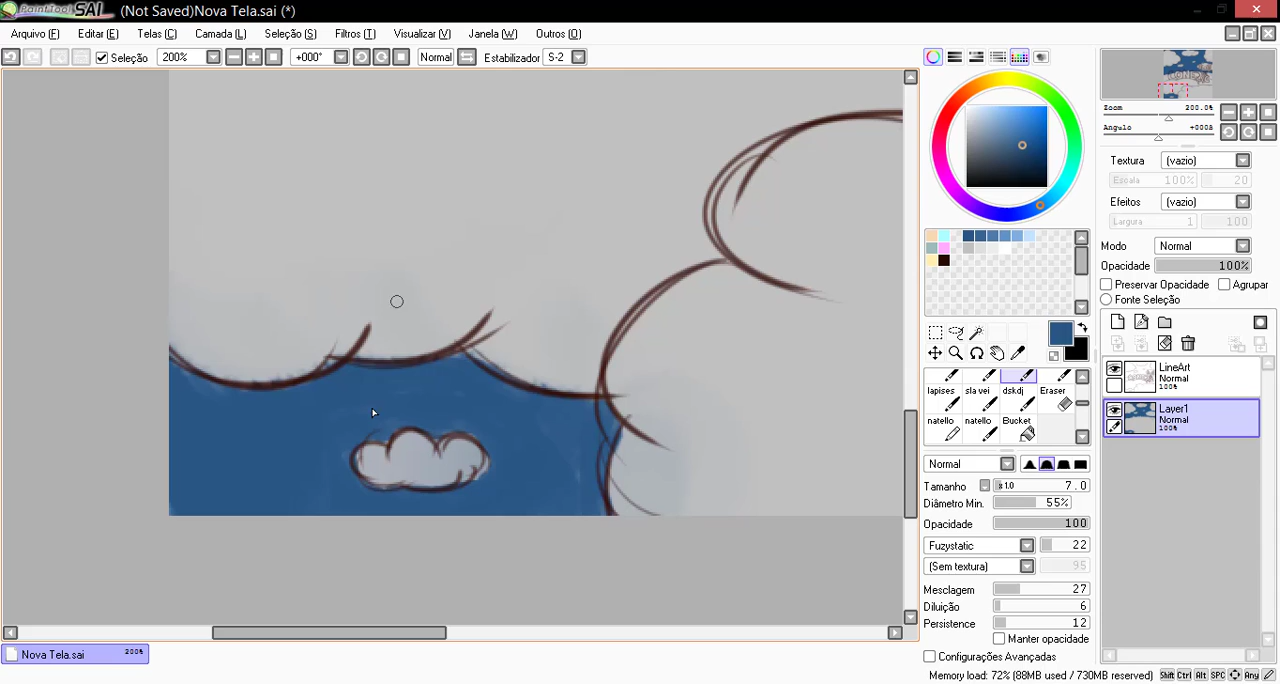 PaintTool SAI (Not Saved)Nova Tela.sai (*)
Arquivo (F) Editar (E) Telas (C) Camada (L) Seleção (S) Filtros (T) Visualizar (V) Janela (W) Outros (O)
Seleção 200% +000° Normal Estabilizador S-2
Zoom 200.0%
Angulo +000°
Textura (vazio)
Escala 100% 20
Efeitos (vazio)
Largura 1 100
Modo Normal
Opacidade 100%
Preservar Opacidade Agrupar
Fonte Seleção
LineArt
Normal
100%
Layer1
Normal
100%
lapises sla vei dskdj Eraser
natello natello Bucket
Normal
Tamanho x 1.0 7.0
Diâmetro Min. 55%
Opacidade 100
Fuzystatic 22
(Sem textura) 95
Mesclagem 27
Diluição 6
Persistence 12
Manter opacidade
Configurações Avançadas
Nova Tela.sai 200%
Memory load: 72% (88MB used / 730MB reserved) Shift Ctrl Alt SPC Any